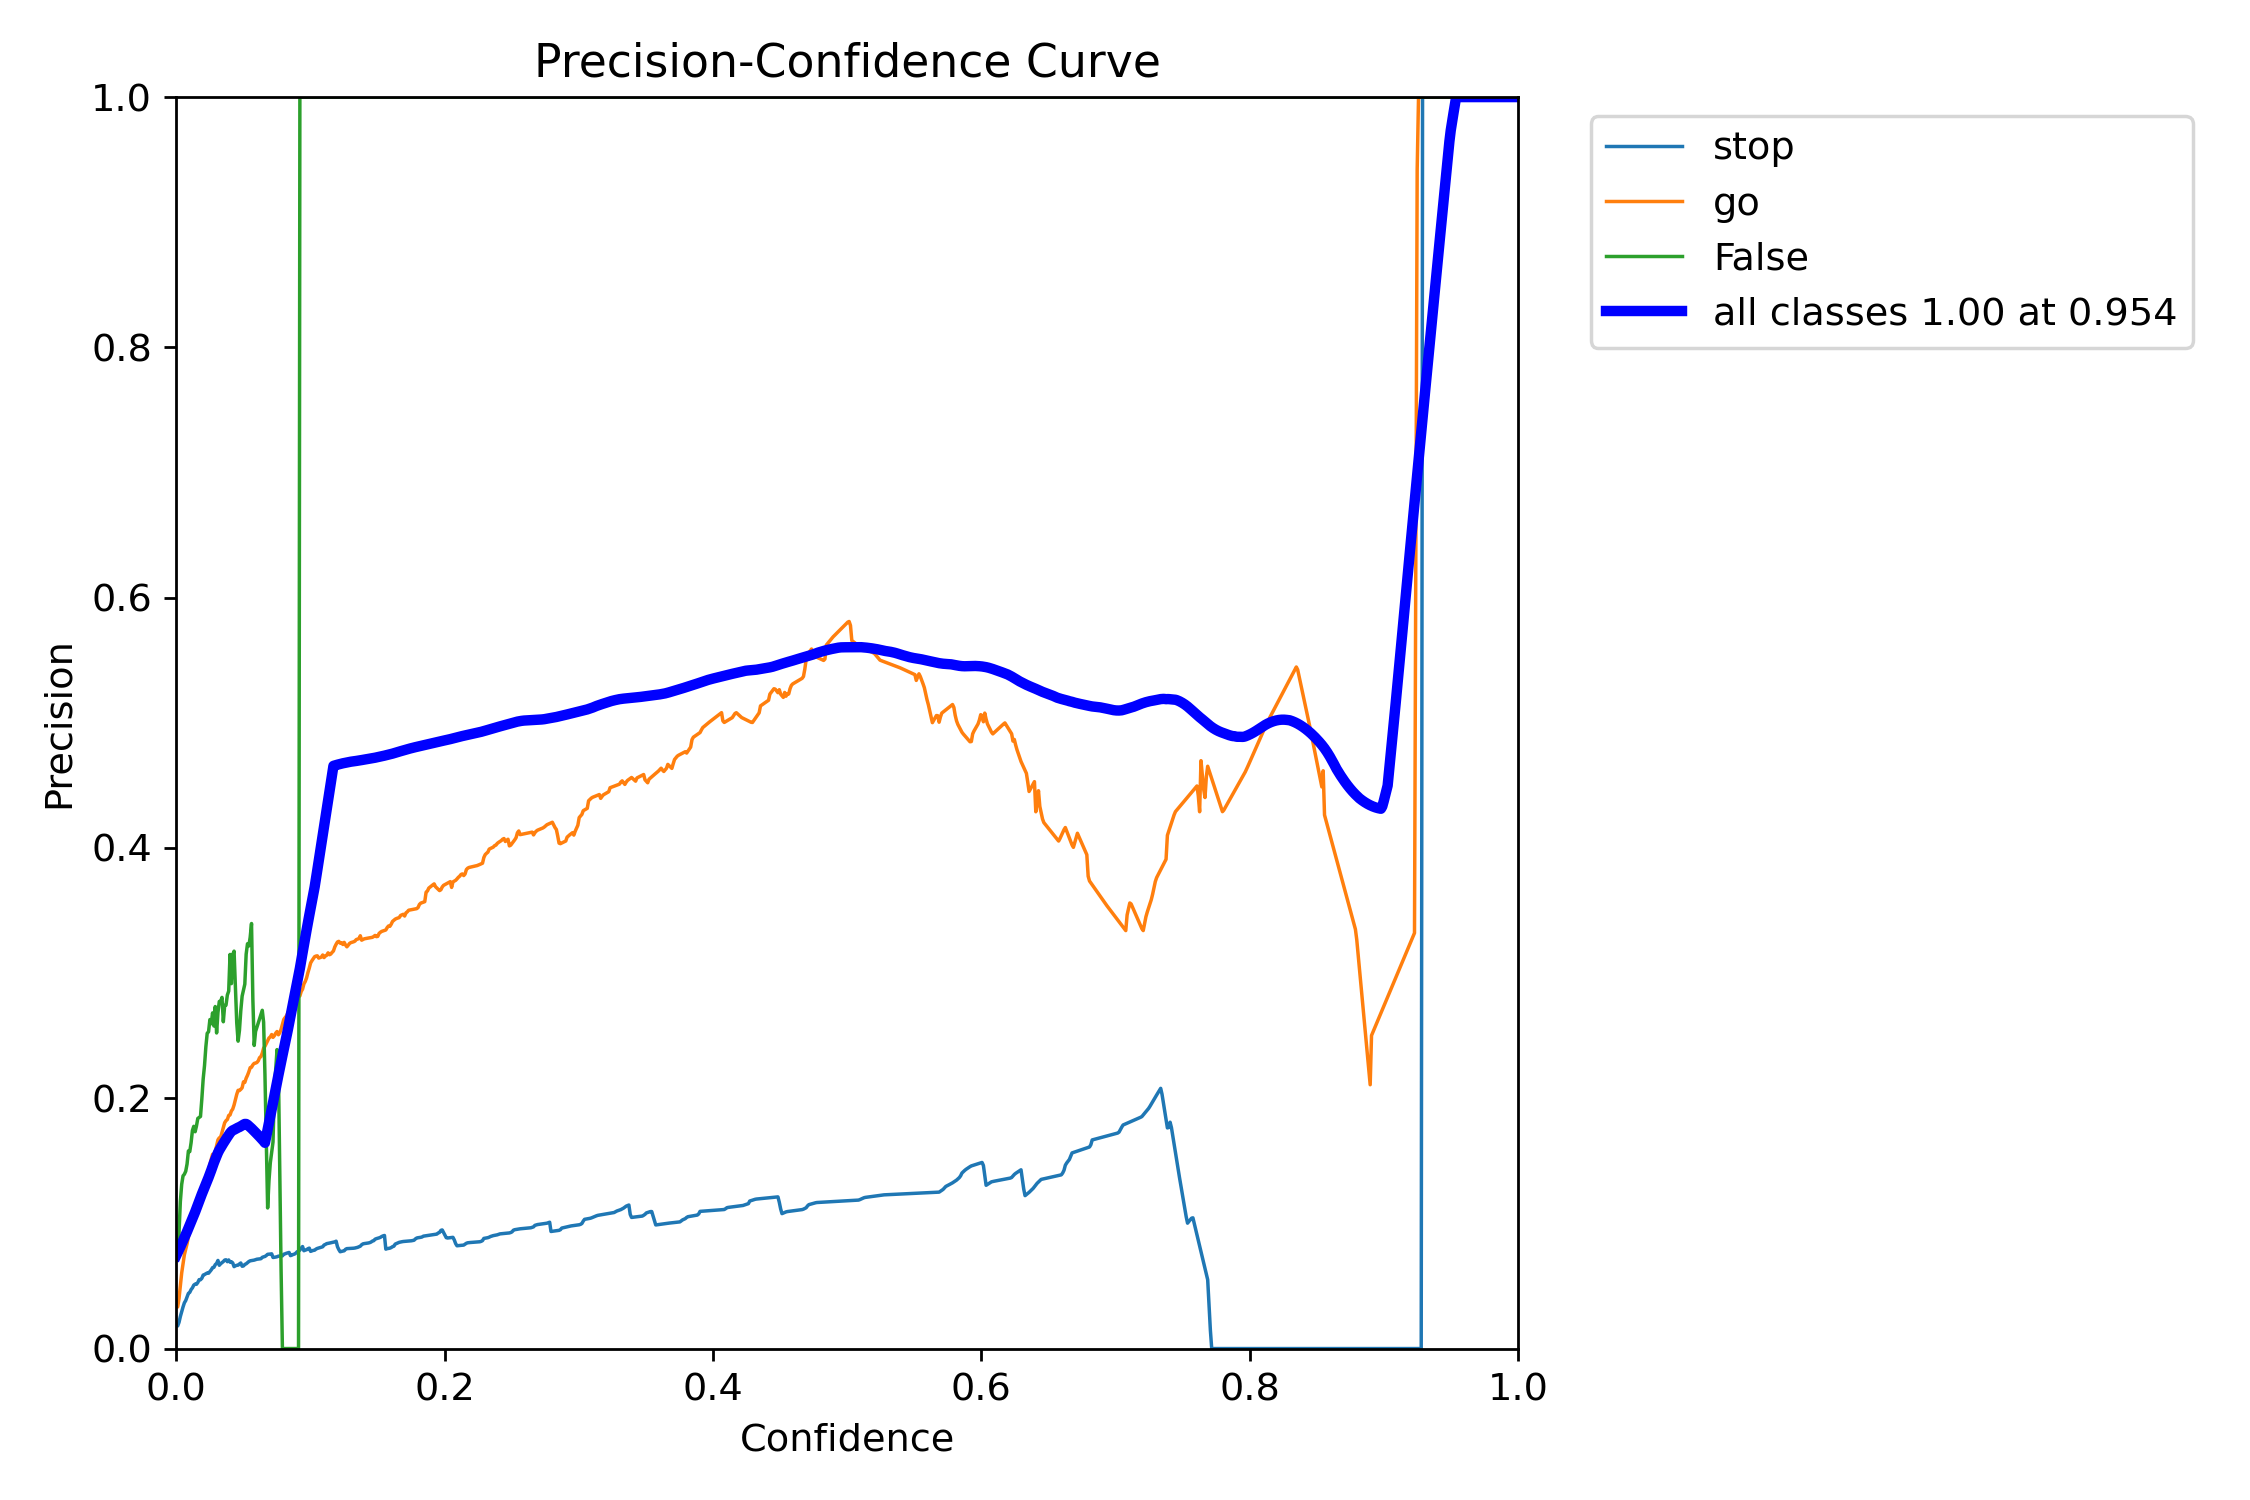 Precision-Confidence Curve
1.0
0.8
0.6
0.4
0.2
0.0
Precision
0.0 0.2 0.4 0.6 0.8 1.0
Confidence
stop
go
False
all classes 1.00 at 0.954